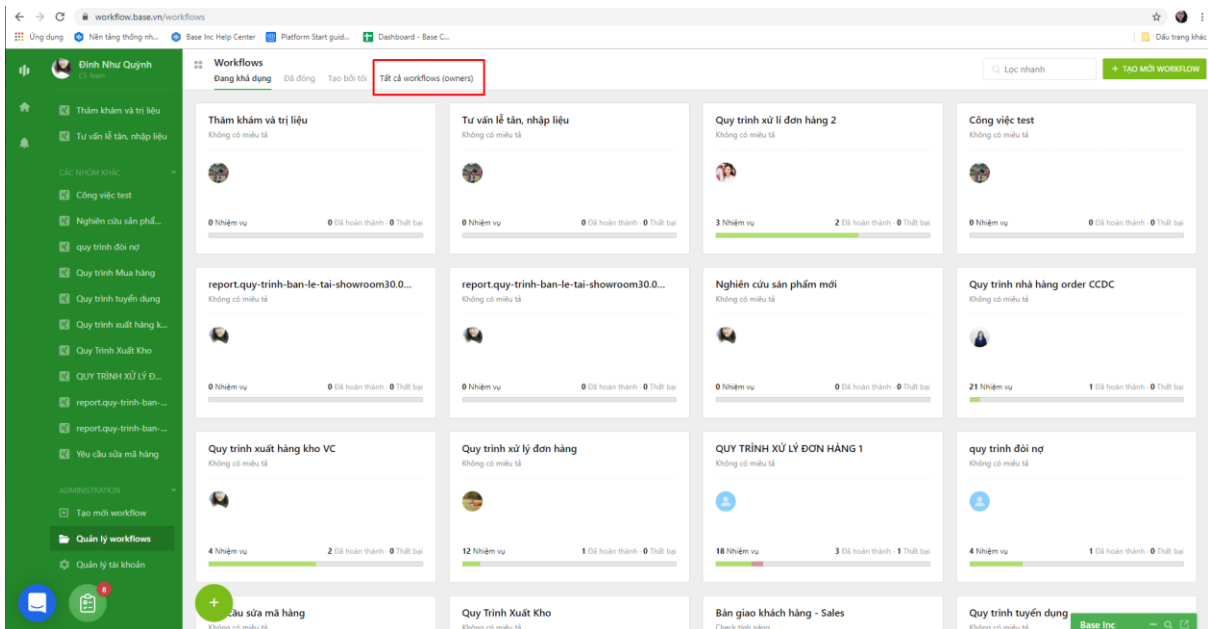 workflow.base.vn/workflows
Ứng dụng
Nền tảng thống nh...
Base Inc Help Center
Platform Start guid...
Dashboard - Base C...
Dấu trang khác
Đinh Như Quỳnh
CS Team
Thăm khám và trị liệu
Tư vấn lễ tân, nhập liệu
CÁC NHÓM KHÁC
Công việc test
Nghiên cứu sản phẩ...
quy trình đòi nợ
Quy trình Mua hàng
Quy trình tuyển dụng
Quy trình xuất hàng k...
Quy Trình Xuất Kho
QUY TRÌNH XỬ LÝ Đ...
report.quy-trinh-ban-...
report.quy-trinh-ban-...
Yêu cầu sửa mã hàng
ADMINISTRATION
Tạo mới workflow
Quản lý workflows
Quản lý tài khoản
8
Workflows
Đang khả dụng
Đã đóng
Tạo bởi tôi
Tất cả workflows (owners)
Lọc nhanh
+ TẠO MỚI WORKFLOW
Thăm khám và trị liệu
Không có miêu tả
0 Nhiệm vụ
0 Đã hoàn thành · 0 Thất bại
Tư vấn lễ tân, nhập liệu
Không có miêu tả
0 Nhiệm vụ
0 Đã hoàn thành · 0 Thất bại
Quy trình xử lí đơn hàng 2
Không có miêu tả
3 Nhiệm vụ
2 Đã hoàn thành · 0 Thất bại
Công việc test
Không có miêu tả
0 Nhiệm vụ
0 Đã hoàn thành · 0 Thất bại
report.quy-trinh-ban-le-tai-showroom30.0...
Không có miêu tả
0 Nhiệm vụ
0 Đã hoàn thành · 0 Thất bại
report.quy-trinh-ban-le-tai-showroom30.0...
Không có miêu tả
0 Nhiệm vụ
0 Đã hoàn thành · 0 Thất bại
Nghiên cứu sản phẩm mới
Không có miêu tả
0 Nhiệm vụ
0 Đã hoàn thành · 0 Thất bại
Quy trình nhà hàng order CCDC
Không có miêu tả
21 Nhiệm vụ
1 Đã hoàn thành · 0 Thất bại
Quy trình xuất hàng kho VC
Không có miêu tả
4 Nhiệm vụ
2 Đã hoàn thành · 0 Thất bại
Quy trình xử lý đơn hàng
Không có miêu tả
12 Nhiệm vụ
1 Đã hoàn thành · 0 Thất bại
QUY TRÌNH XỬ LÝ ĐƠN HÀNG 1
Không có miêu tả
18 Nhiệm vụ
3 Đã hoàn thành · 1 Thất bại
quy trình đòi nợ
Không có miêu tả
4 Nhiệm vụ
1 Đã hoàn thành · 0 Thất bại
+
cầu sửa mã hàng
Không có miêu tả
Quy Trình Xuất Kho
Không có miêu tả
Bàn giao khách hàng - Sales
Check tính năng
Quy trình tuyển dụng
Không có miêu tả
Base Inc